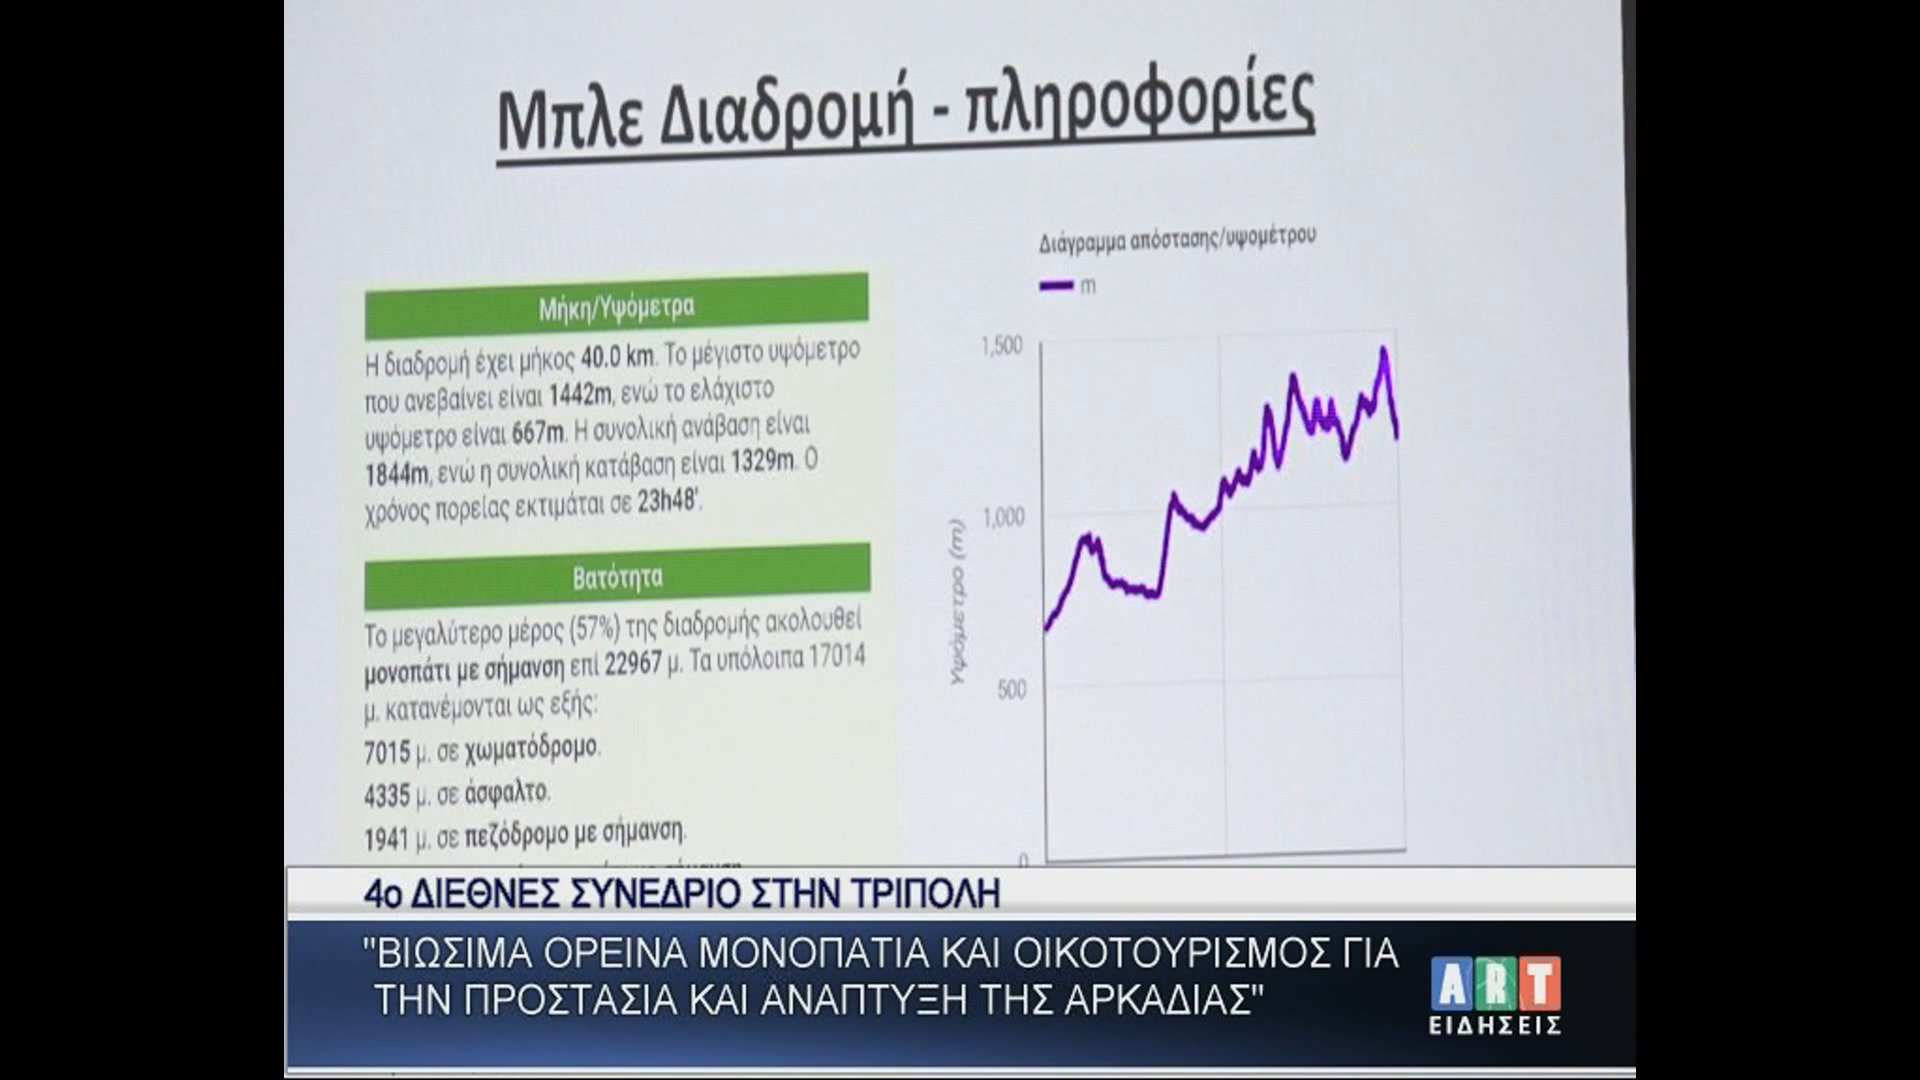 Μπλε Διαδρομή - πληροφορίες
Μήκη/Υψόμετρα
Η διαδρομή έχει μήκος 40.0 km. Το μέγιστο υψόμετρο
που ανεβαίνει είναι 1442m, ενώ το ελάχιστο
υψόμετρο είναι 667m. Η συνολική ανάβαση είναι
1844m, ενώ η συνολική κατάβαση είναι 1329m. Ο
χρόνος πορείας εκτιμάται σε 23h48'.
Βατότητα
Το μεγαλύτερο μέρος (57%) της διαδρομής ακολουθεί
μονοπάτι με σήμανση επί 22967 μ. Τα υπόλοιπα 17014
μ. κατανέμονται ως εξής:
7015 μ. σε χωματόδρομο.
4335 μ. σε άσφαλτο.
1941 μ. σε πεζόδρομο με σήμανση.
Διάγραμμα απόστασης/υψομέτρου
m
1,500
1,000
500
0
Υψόμετρο (m)
4ο ΔΙΕΘΝΕΣ ΣΥΝΕΔΡΙΟ ΣΤΗΝ ΤΡΙΠΟΛΗ
"ΒΙΩΣΙΜΑ ΟΡΕΙΝΑ ΜΟΝΟΠΑΤΙΑ ΚΑΙ ΟΙΚΟΤΟΥΡΙΣΜΟΣ ΓΙΑ
ΤΗΝ ΠΡΟΣΤΑΣΙΑ ΚΑΙ ΑΝΑΠΤΥΞΗ ΤΗΣ ΑΡΚΑΔΙΑΣ"
ART
ΕΙΔΗΣΕΙΣ